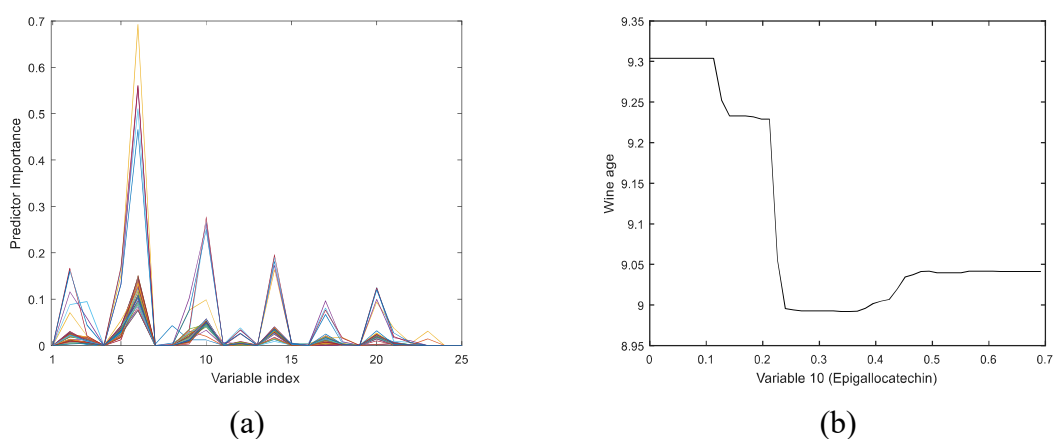 0.7
0.6
0.5
0.4
0.3
0.2
0.1
0
Predictor Importance
1 5 10 15 20 25
Variable index
(a)
9.35
9.3
9.25
9.2
9.15
9.1
9.05
9
8.95
Wine age
0 0.1 0.2 0.3 0.4 0.5 0.6 0.7
Variable 10 (Epigallocatechin)
(b)